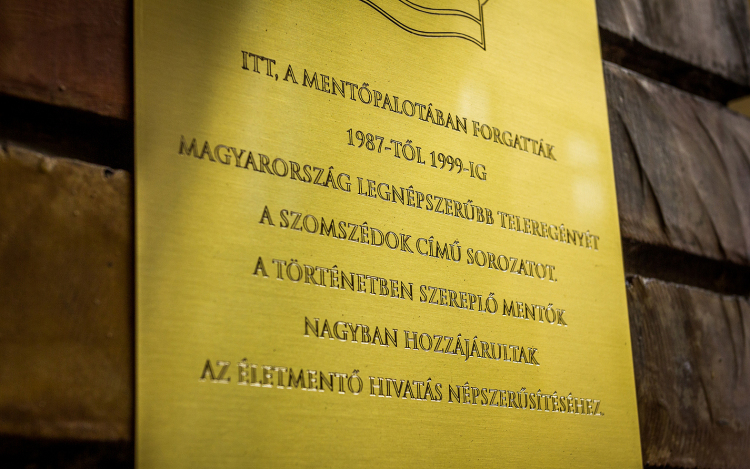 ITT, A MENTŐPALOTÁBAN FORGATTÁK
1987-TŐL 1999-IG
MAGYARORSZÁG LEGNÉPSZERŰBB TELEREGÉNYÉT
A SZOMSZÉDOK CÍMŰ SOROZATOT.
A TÖRTÉNETBEN SZEREPLŐ MENTŐK
NAGYBAN HOZZÁJÁRULTAK
AZ ÉLETMENTŐ HIVATÁS NÉPSZERŰSÍTÉSÉHEZ.